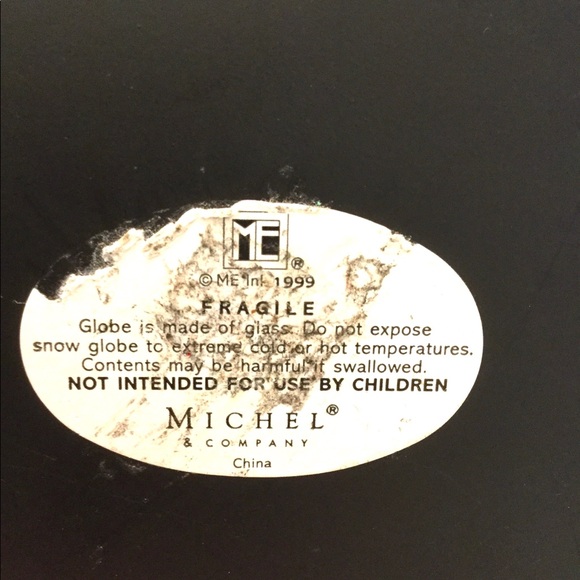 ME®
© ME Ink 1999
FRAGILE
Globe is made of glass. Do not expose
snow globe to extreme cold or hot temperatures.
Contents may be harmful if swallowed.
NOT INTENDED FOR USE BY CHILDREN
MICHEL®
& COMPANY
China